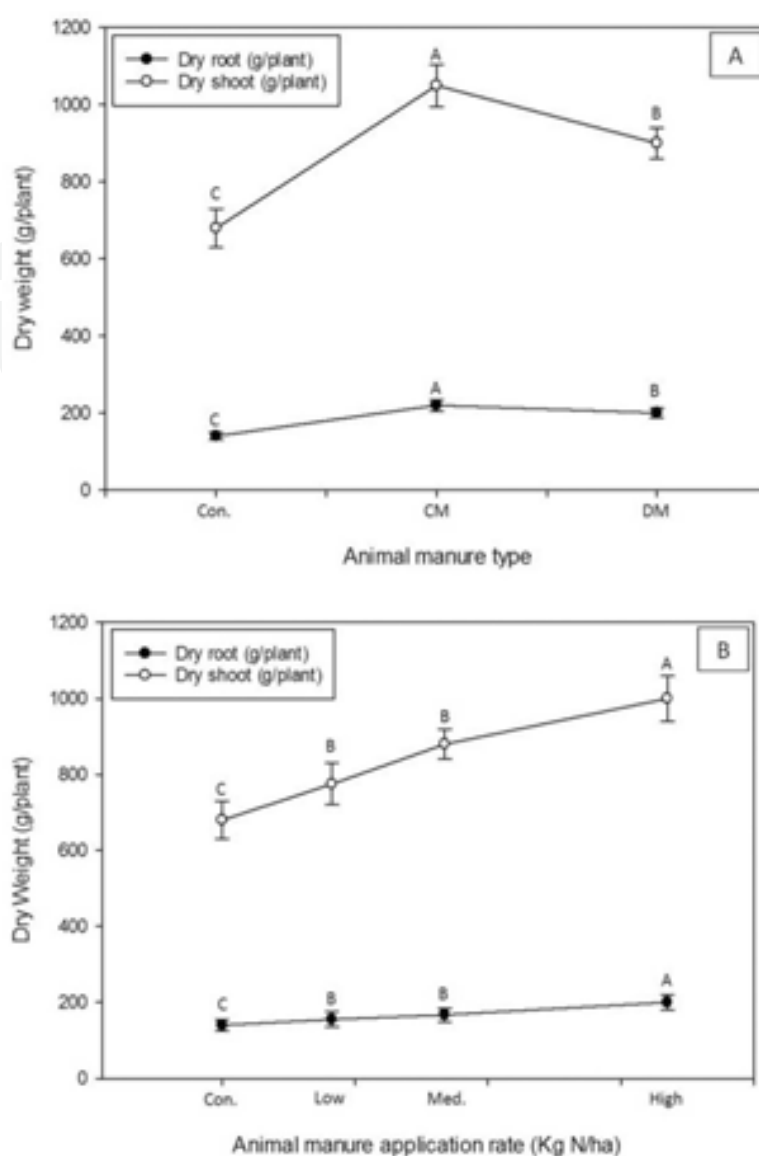 1200
Dry root (g/plant)
Dry shoot (g/plant)
A
A
B
C
1000
800
600
400
200
0
A
B
C
Dry weight (g/plant)
Con. CM DM
Animal manure type
1200
Dry root (g/plant)
Dry shoot (g/plant)
B
A
B
B
C
1000
800
600
400
200
0
A
B
B
C
Dry Weight (g/plant)
Con. Low Med. High
Animal manure application rate (Kg N/ha)